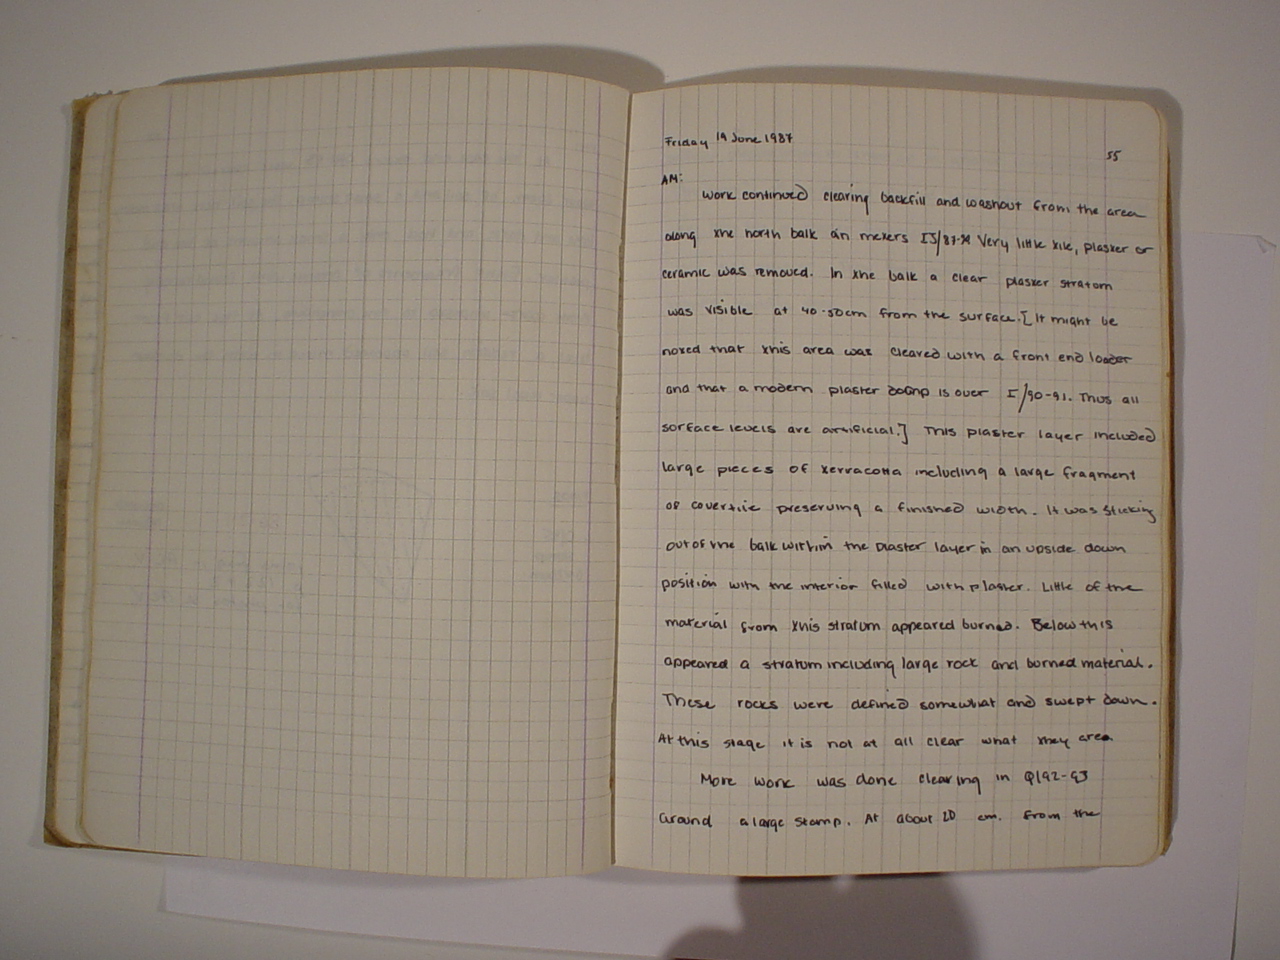 Friday 19 June 1987
55
AM:
Work continued clearing backfill and washout from the area
along the north balk in meters Very little tile, plaster or
ceramic was removed. In the balk a clear plaster stratum
was visible at 40-50cm from the surface. [It might be
noted that this area was cleared with a front end loader
and that a modern plaster dump is over I/90-91. Thus all
surface levels are artificial.] This plaster layer included
large pieces of terracotta including a large fragment
of covertile preserving a finished width. It was sticking
out of the balk within the plaster layer in an upside down
position with the interior filled with plaster. Little of the
material from this stratum appeared burned. Below this
appeared a stratum including large rock and burned material.
These rocks were defined somewhat and swept down.
At this stage it is not at all clear what they are.
More work was done clearing in Q/92-93
around a large stump. At about 20 cm. from the